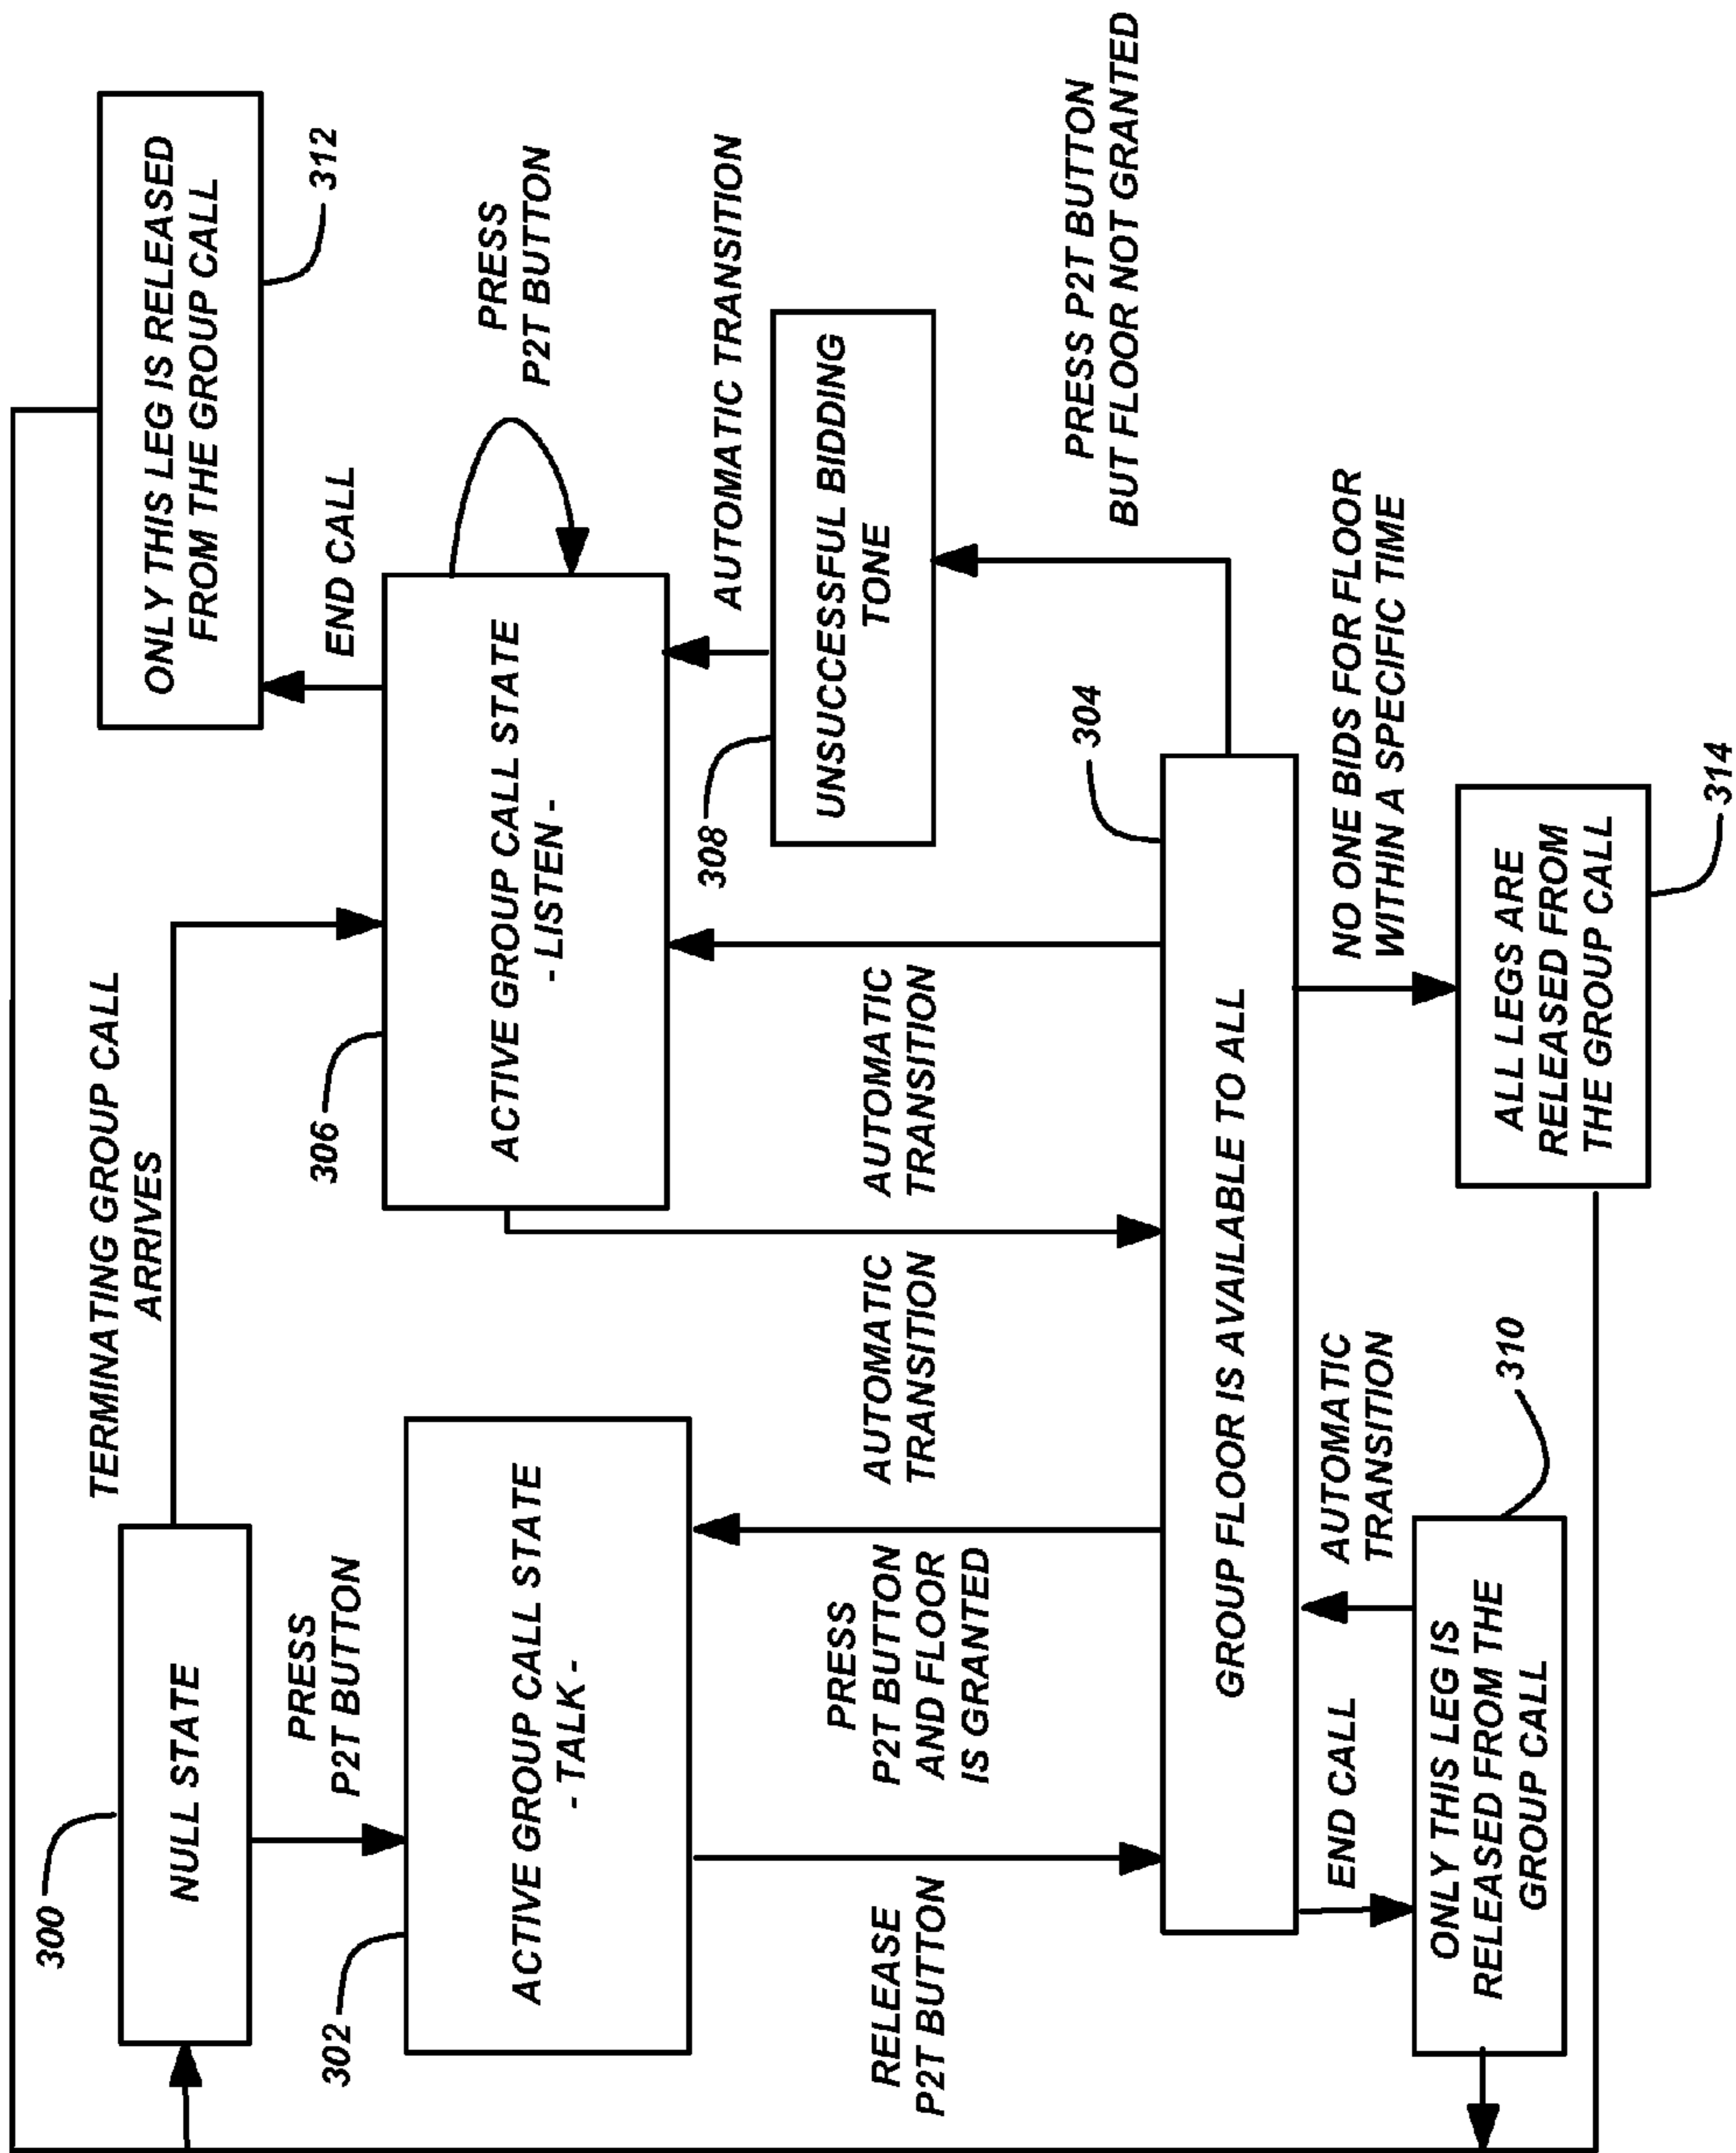 ONLY THIS LEG IS RELEASED
FROM THE GROUP CALL
312
TERMINATING GROUP CALL
ARRIVES
END CALL
300
NULL STATE
PRESS
P2T BUTTON
306
ACTIVE GROUP CALL STATE
- LISTEN -
PRESS
P2T BUTTON
302
ACTIVE GROUP CALL STATE
- TALK -
AUTOMATIC TRANSITION
308
UNSUCCESSFUL BIDDING
TONE
RELEASE
P2T BUTTON
PRESS
P2T BUTTON
AND FLOOR
IS GRANTED
AUTOMATIC
TRANSITION
AUTOMATIC
TRANSITION
304
PRESS P2T BUTTON
BUT FLOOR NOT GRANTED
GROUP FLOOR IS AVAILABLE TO ALL
END CALL
AUTOMATIC
TRANSITION
NO ONE BIDS FOR FLOOR
WITHIN A SPECIFIC TIME
310
ONLY THIS LEG IS
RELEASED FROM THE
GROUP CALL
ALL LEGS ARE
RELEASED FROM
THE GROUP CALL
314